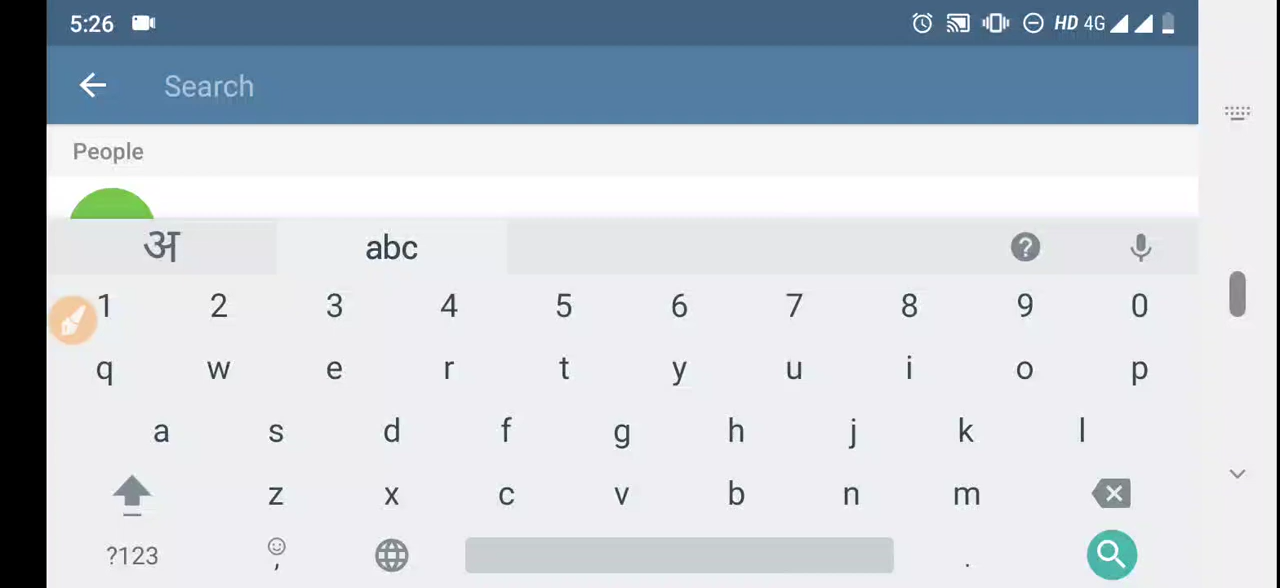 5:26 HD 4G
Search
People
अ abc
1 2 3 4 5 6 7 8 9 0
q w e r t y u i o p
a s d f g h j k l
z x c v b n m
?123 , .